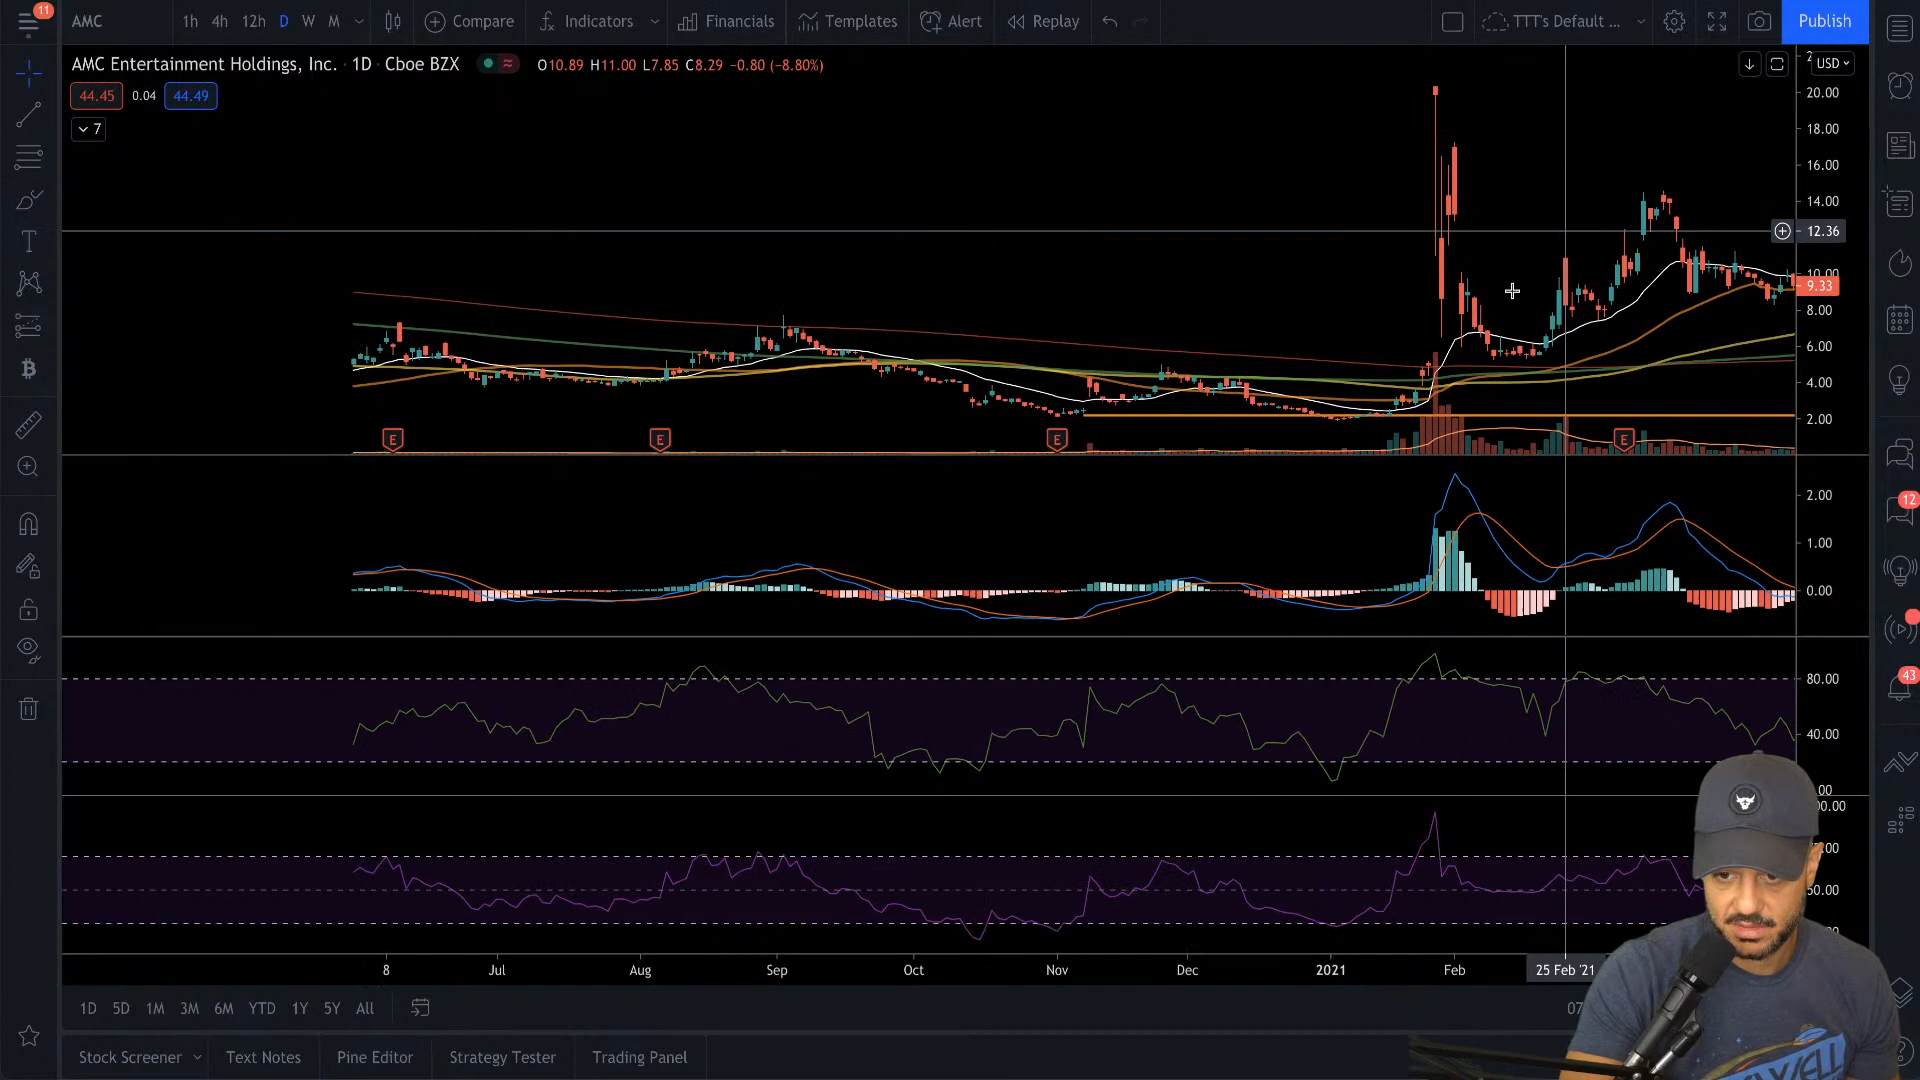 11
AMC 1h 4h 12h D W M Compare Indicators Financials Templates Alert Replay TTT's Default ... Publish
AMC Entertainment Holdings, Inc. · 1D · Cboe BZX ≈ O10.89 H11.00 L7.85 C8.29 −0.80 (−8.80%)
USD
44.45 0.04 44.49
7
20.00
18.00
16.00
14.00
12.36
10.00
9.33
8.00
6.00
4.00
2.00
E E E E
2.00
1.00
0.00
12
43
80.00
40.00
50.00
8 Jul Aug Sep Oct Nov Dec 2021 Feb 25 Feb '21
1D 5D 1M 3M 6M YTD 1Y 5Y All 07
Stock Screener Text Notes Pine Editor Strategy Tester Trading Panel